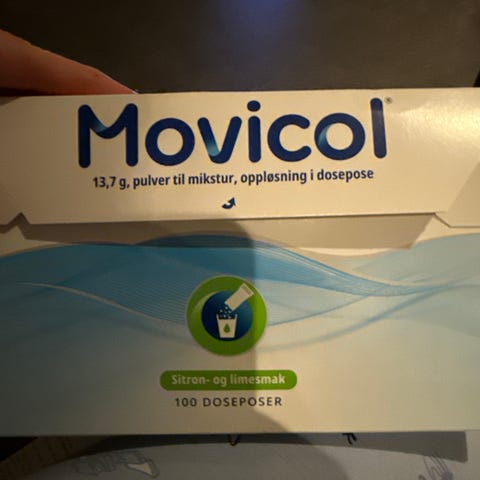 Movicol®
13,7 g, pulver til mikstur, oppløsning i dosepose
Sitron- og limesmak
100 DOSEPOSER